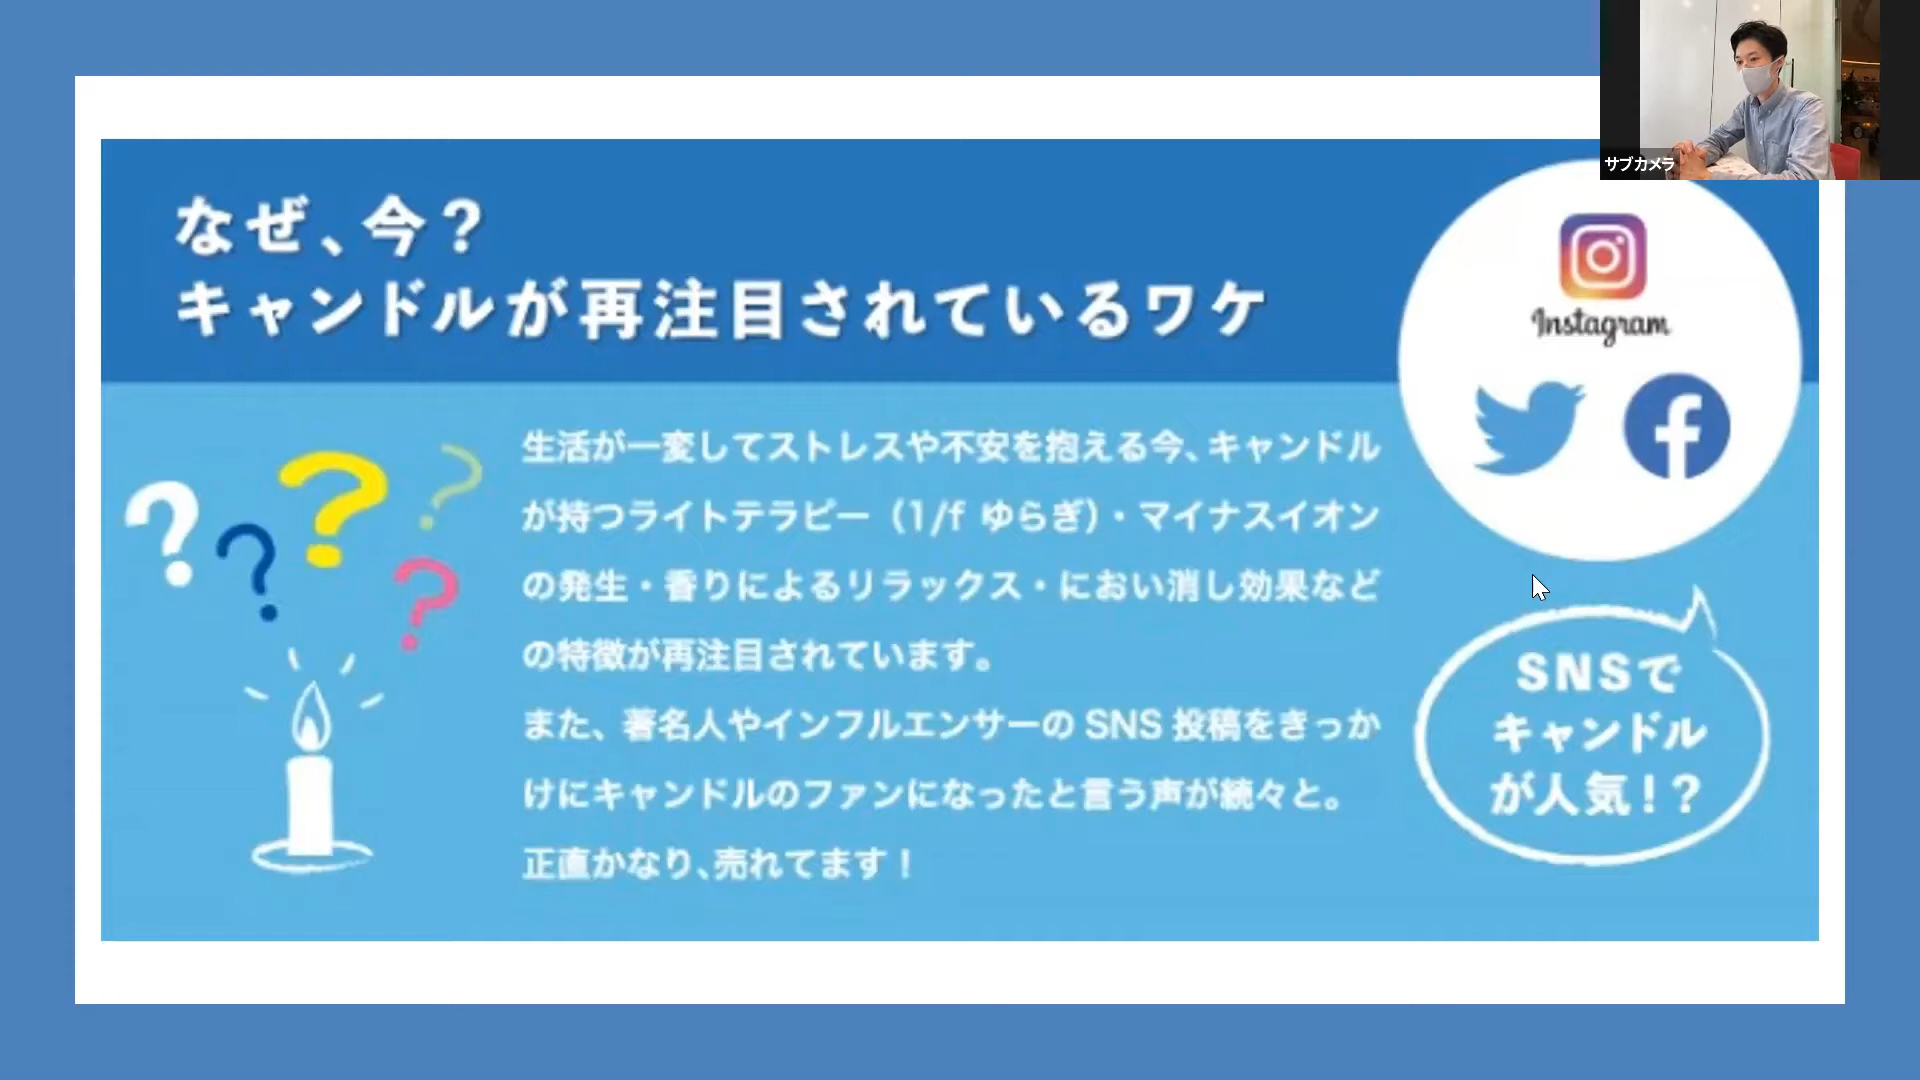 サブカメラ
なぜ、今？
キャンドルが再注目されているワケ
Instagram
生活が一変してストレスや不安を抱える今、キャンドル
が持つライトテラピー（1/f ゆらぎ）・マイナスイオン
の発生・香りによるリラックス・におい消し効果など
の特徴が再注目されています。
また、著名人やインフルエンサーの SNS 投稿をきっか
けにキャンドルのファンになったと言う声が続々と。
正直かなり、売れてます！
SNSで
キャンドル
が人気！？